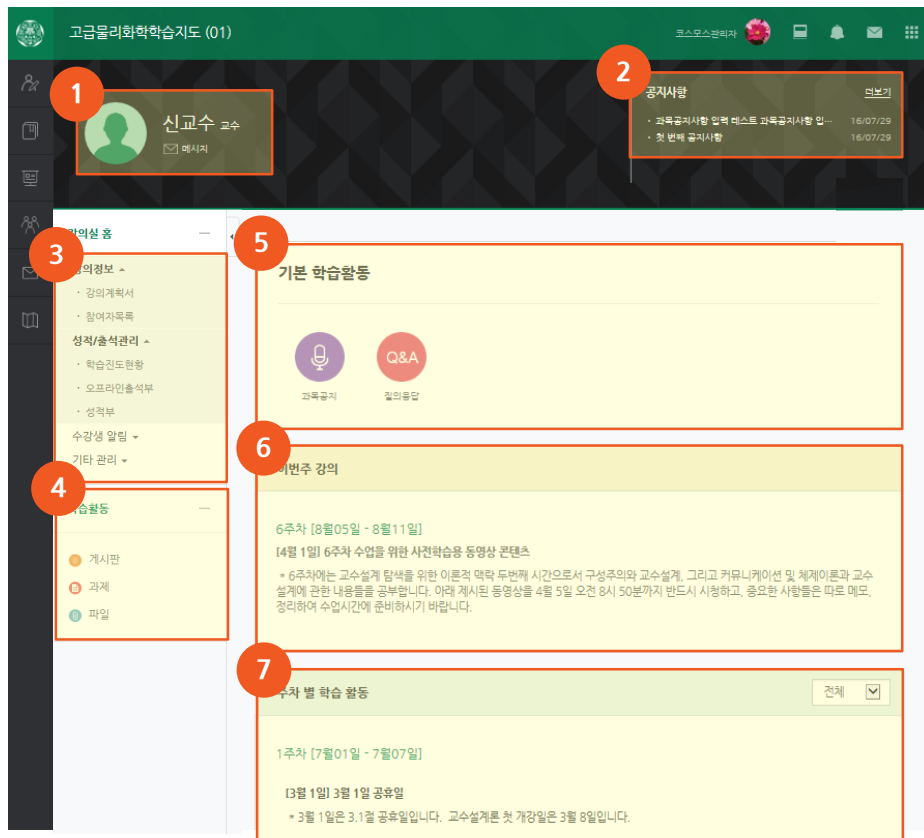 고급물리화학학습지도 (01)
코스모스관리자
1
신교수 교수
메시지
2
공지사항
더보기
· 과목공지사항 입력 테스트 과목공지사항 입… 16/07/29
· 첫 번째 공지사항 16/07/29
강의실 홈
3
강의정보
· 강의계획서
· 참여자목록
성적/출석관리
· 학습진도현황
· 오프라인출석부
· 성적부
수강생 알림
기타 관리
4
학습활동
게시판
과제
파일
5
기본 학습활동
Q&A
과목공지
질의응답
6
이번주 강의
6주차 [8월05일 - 8월11일]
[4월 1일] 6주차 수업을 위한 사전학습용 동영상 콘텐츠
* 6주차에는 교수설계 탐색을 위한 이론적 맥락 두번째 시간으로서 구성주의와 교수설계, 그리고 커뮤니케이션 및 체제이론과 교수
설계에 관한 내용들을 공부합니다. 아래 제시된 동영상을 4월 5일 오전 8시 50분까지 반드시 시청하고, 중요한 사항들은 따로 메모,
정리하여 수업시간에 준비하시기 바랍니다.
7
주차 별 학습 활동
전체
1주차 [7월01일 - 7월07일]
[3월 1일] 3월 1일 공휴일
* 3월 1일은 3.1절 공휴일입니다. 교수설계론 첫 개강일은 3월 8일입니다.